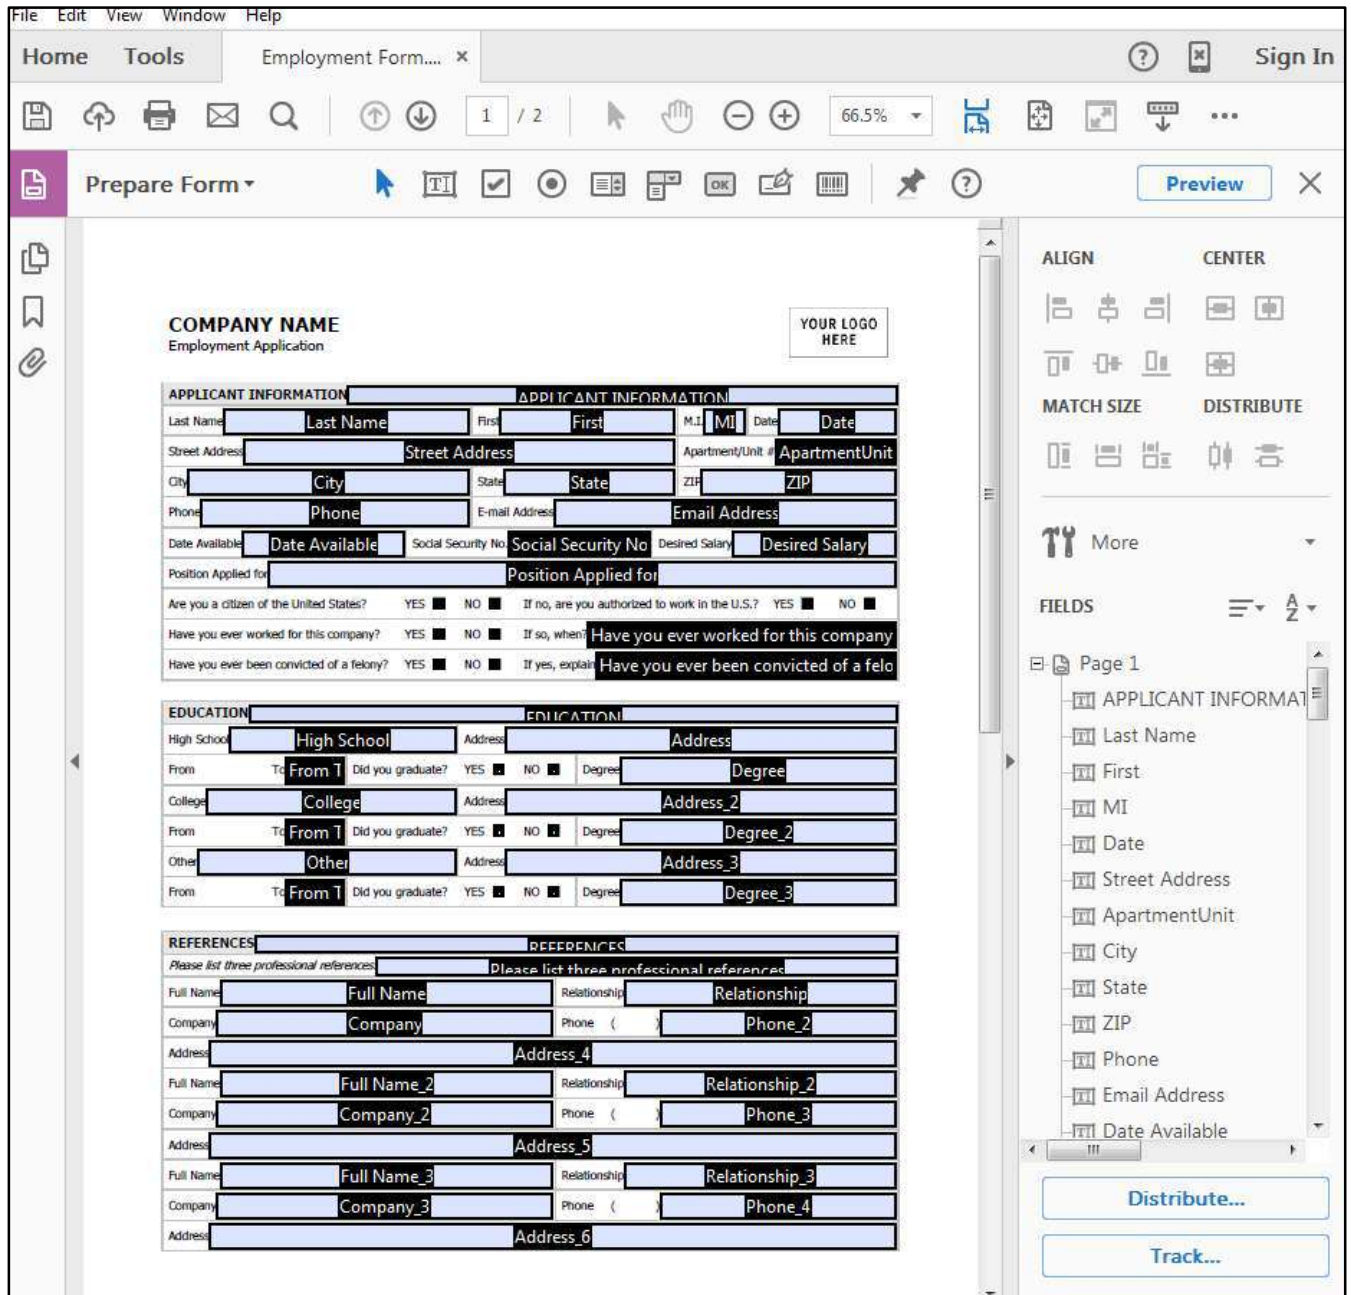 File Edit View Window Help
Home Tools Employment Form.... × Sign In
1 / 2 66.5%
Prepare Form Preview
ALIGN CENTER
COMPANY NAME YOUR LOGO
Employment Application HERE
MATCH SIZE DISTRIBUTE
APPLICANT INFORMATION APPLICANT INFORMATION
Last Name Last Name First First M.I. MI Date Date
Street Address Street Address Apartment/Unit # ApartmentUnit
City City State State ZIP ZIP
Phone Phone E-mail Address Email Address
Date Available Date Available Social Security No. Social Security No Desired Salary Desired Salary
Position Applied for Position Applied for
Are you a citizen of the United States? YES NO If no, are you authorized to work in the U.S.? YES NO
Have you ever worked for this company? YES NO If so, when? Have you ever worked for this company
Have you ever been convicted of a felony? YES NO If yes, explain Have you ever been convicted of a felo
EDUCATION EDUCATION
High School High School Address Address
From To From T Did you graduate? YES NO Degree Degree
College College Address Address_2
From To From T Did you graduate? YES NO Degree Degree_2
Other Other Address Address_3
From To From T Did you graduate? YES NO Degree Degree_3
REFERENCES REFERENCES
Please list three professional references. Please list three professional references
Full Name Full Name Relationship Relationship
Company Company Phone ( ) Phone_2
Address Address_4
Full Name Full Name_2 Relationship Relationship_2
Company Company_2 Phone ( ) Phone_3
Address Address_5
Full Name Full Name_3 Relationship Relationship_3
Company Company_3 Phone ( ) Phone_4
Address Address_6
More
FIELDS A Z
Page 1
APPLICANT INFORMAT
Last Name
First
MI
Date
Street Address
ApartmentUnit
City
State
ZIP
Phone
Email Address
Date Available
Distribute...
Track...